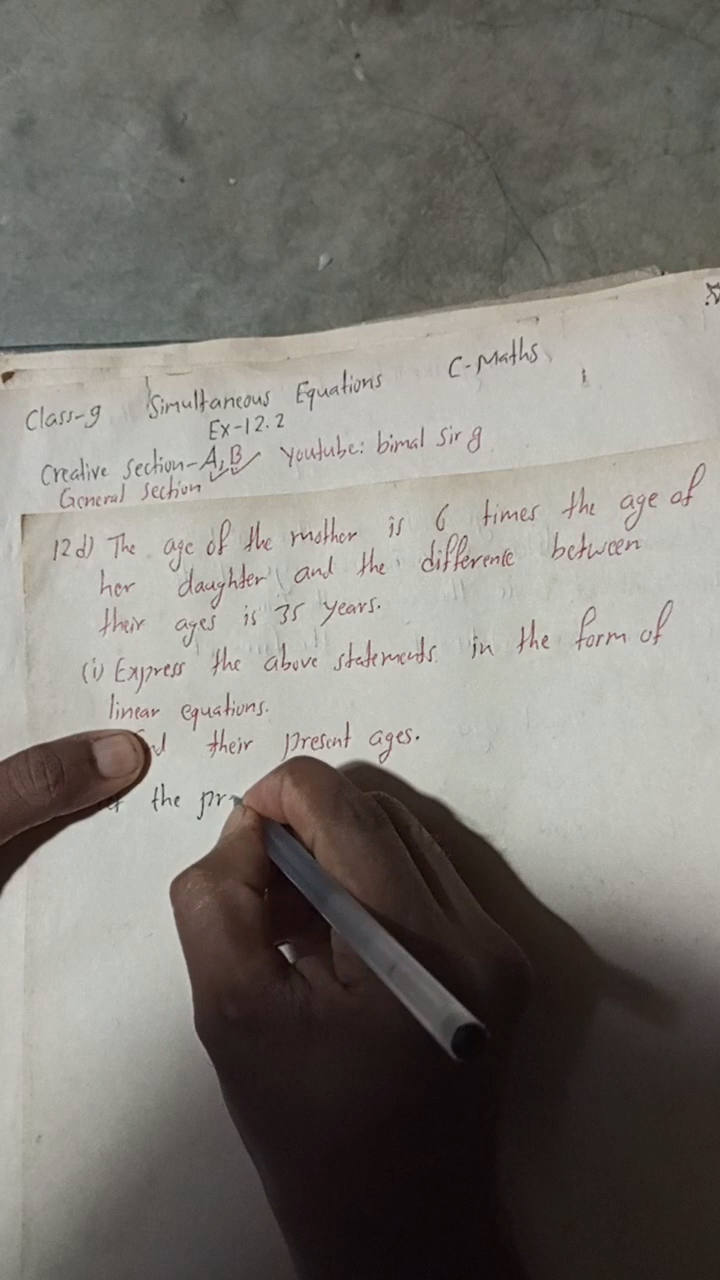 Class-9 Simultaneous Equations C-Maths
Ex-12.2
Creative section-A,B Youtube: bimal Sir 9
General section
12d) The age of the mother is 6 times the age of
her daughter and the difference between
their ages is 35 years.
(i) Express the above statements in the form of
linear equations.
their present ages.
the pr